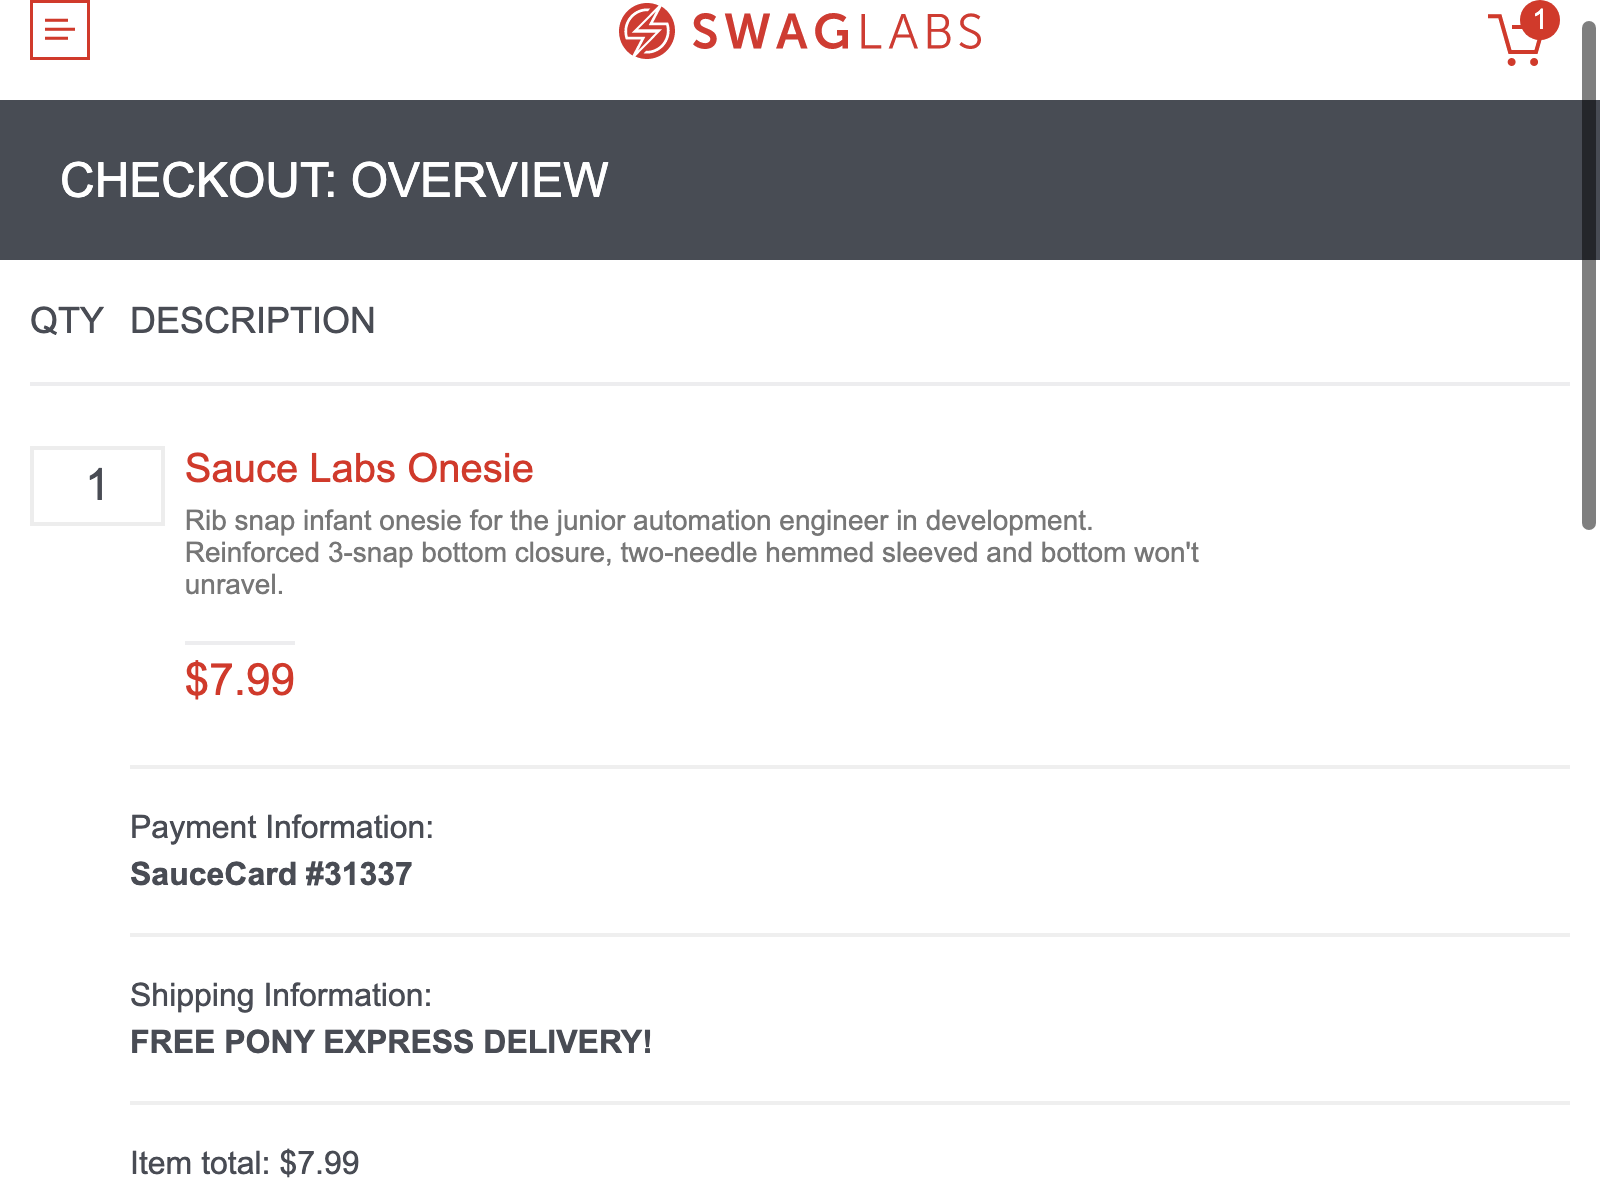 SWAGLABS
1
CHECKOUT: OVERVIEW
QTY DESCRIPTION
1
Sauce Labs Onesie
Rib snap infant onesie for the junior automation engineer in development.
Reinforced 3-snap bottom closure, two-needle hemmed sleeved and bottom won't
unravel.
$7.99
Payment Information:
SauceCard #31337
Shipping Information:
FREE PONY EXPRESS DELIVERY!
Item total: $7.99